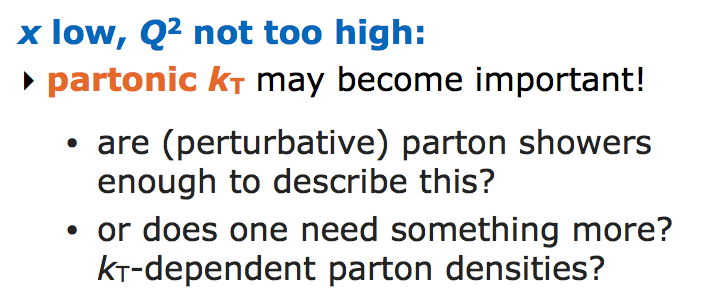 x low, Q² not too high:
‣ partonic kT may become important!
• are (perturbative) parton showers
enough to describe this?
• or does one need something more?
kT-dependent parton densities?